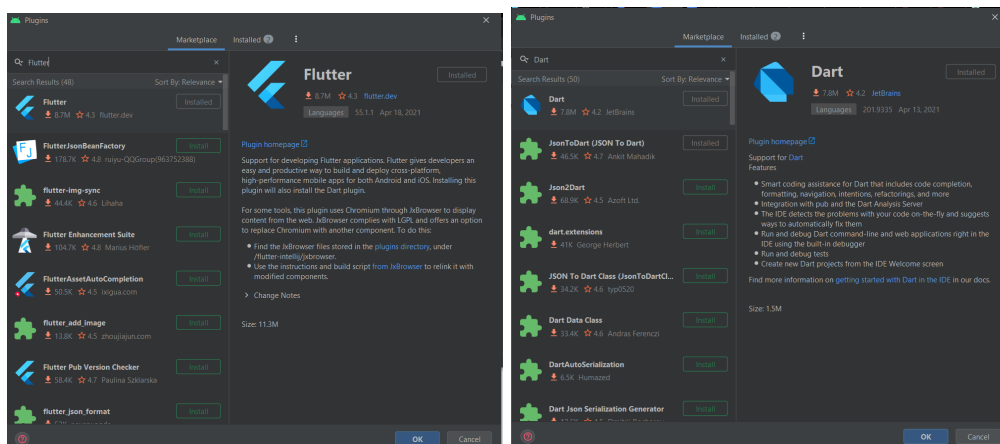 Plugins
Marketplace
Installed 2
Flutter
Search Results (48)
Sort By: Relevance
Flutter
8.7M 4.3 flutter.dev
Installed
FlutterJsonBeanFactory
178.7K 4.8 ruiyu-QQGroup(963752388)
Install
flutter-img-sync
44.4K 4.6 Lihaha
Install
Flutter Enhancement Suite
104.7K 4.8 Marius Höfler
Install
FlutterAssetAutoCompletion
50.5K 4.5 ixigua.com
Install
flutter_add_image
13.8K 4.5 zhoujiajun.com
Install
Flutter Pub Version Checker
58.4K 4.7 Paulina Szklarska
Install
flutter_json_format
Install
Flutter
Installed
8.7M 4.3 flutter.dev
Languages 55.1.1 Apr 18, 2021
Plugin homepage
Support for developing Flutter applications. Flutter gives developers an
easy and productive way to build and deploy cross-platform,
high-performance mobile apps for both Android and iOS. Installing this
plugin will also install the Dart plugin.
For some tools, this plugin uses Chromium through JxBrowser to display
content from the web. JxBrowser complies with LGPL and offers an option
to replace Chromium with another component. To do this:
• Find the JxBrowser files stored in the plugins directory, under
/flutter-intellij/jxbrowser.
• Use the instructions and build script from JxBrowser to relink it with
modified components.
Change Notes
Size: 11.3M
OK
Cancel
Plugins
Marketplace
Installed 2
Dart
Search Results (50)
Sort By: Relevance
Dart
7.8M 4.2 JetBrains
Installed
JsonToDart (JSON To Dart)
46.5K 4.7 Ankit Mahadik
Installed
Json2Dart
68.9K 4.5 Azoft Ltd.
Install
dart.extensions
41K George Herbert
Install
JSON To Dart Class (JsonToDartCl...
34.2K 4.6 typ0520
Install
Dart Data Class
33.4K 4.6 Andras Ferenczi
Install
DartAutoSerialization
6.5K Humazed
Install
Dart Json Serialization Generator
Install
Dart
Installed
7.8M 4.2 JetBrains
Languages 201.9335 Apr 13, 2021
Plugin homepage
Support for Dart
Features
• Smart coding assistance for Dart that includes code completion,
formatting, navigation, intentions, refactorings, and more
• Integration with pub and the Dart Analysis Server
• The IDE detects the problems with your code on-the-fly and suggests
ways to automatically fix them
• Run and debug Dart command-line and web applications right in the
IDE using the built-in debugger
• Run and debug tests
• Create new Dart projects from the IDE Welcome screen
Find more information on getting started with Dart in the IDE in our docs.
Size: 1.5M
OK
Cancel